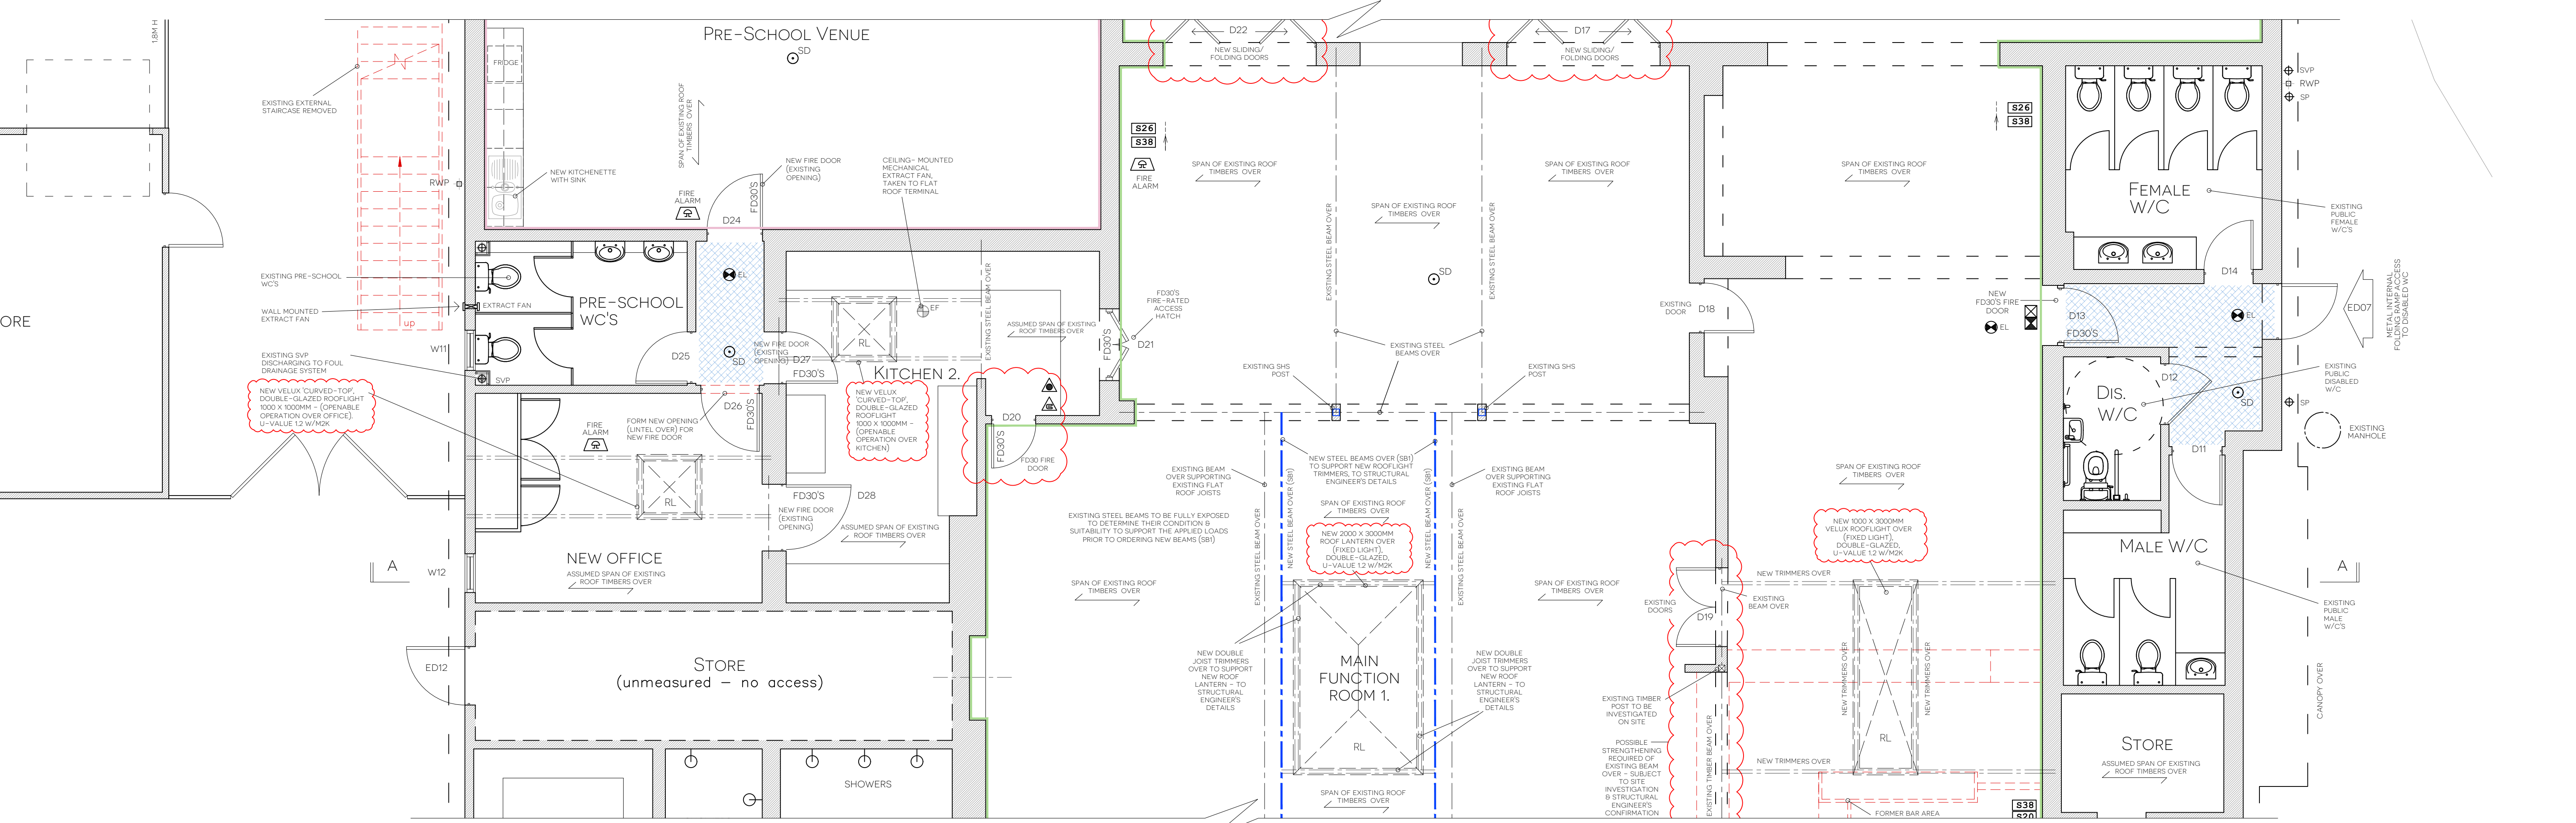 1.8M H
ORE
EXISTING EXTERNAL
STAIRCASE REMOVED
up
RWP
FRIDGE
PRE-SCHOOL VENUE
SD
SPAN OF EXISTING ROOF
TIMBERS OVER
NEW KITCHENETTE
WITH SINK
FIRE
ALARM
NEW FIRE DOOR
(EXISTING
OPENING)
FD30'S
D24
CEILING- MOUNTED
MECHANICAL
EXTRACT FAN,
TAKEN TO FLAT
ROOF TERMINAL
EXISTING PRE-SCHOOL
WC'S
WALL MOUNTED
EXTRACT FAN
EXTRACT FAN
PRE-SCHOOL
WC'S
W11
EXISTING SVP
DISCHARGING TO FOUL
DRAINAGE SYSTEM
SVP
EL
SD
D25
NEW FIRE DOOR
(EXISTING
OPENING)
D27
FD30'S
RL
EF
KITCHEN 2.
EXISTING STEEL BEAM OVER
ASSUMED SPAN OF EXISTING
ROOF TIMBERS OVER
FD30'S
FIRE-RATED
ACCESS
HATCH
FD30'S
D21
NEW VELUX 'CURVED-TOP',
DOUBLE-GLAZED ROOFLIGHT
1000 X 1000MM - (OPENABLE
OPERATION OVER OFFICE).
U-VALUE 1.2 W/M2K
FIRE
ALARM
FORM NEW OPENING
(LINTEL OVER) FOR
NEW FIRE DOOR
D26
FD30'S
NEW VELUX
'CURVED-TOP',
DOUBLE-GLAZED
ROOFLIGHT
1000 X 1000MM -
(OPENABLE
OPERATION OVER
KITCHEN)
D20
FD30'S
FD30 FIRE
DOOR
RL
FD30'S
D28
NEW FIRE DOOR
(EXISTING
OPENING)
ASSUMED SPAN OF EXISTING
ROOF TIMBERS OVER
NEW OFFICE
ASSUMED SPAN OF EXISTING
ROOF TIMBERS OVER
A
W12
ED12
STORE
(unmeasured - no access)
SHOWERS
D22
NEW SLIDING/
FOLDING DOORS
D17
NEW SLIDING/
FOLDING DOORS
S26
S38
FIRE
ALARM
SPAN OF EXISTING ROOF
TIMBERS OVER
SPAN OF EXISTING ROOF
TIMBERS OVER
SPAN OF EXISTING ROOF
TIMBERS OVER
SPAN OF EXISTING ROOF
TIMBERS OVER
EXISTING STEEL BEAM OVER
EXISTING STEEL BEAM OVER
SD
S26
S38
EXISTING
DOOR
D18
EXISTING STEEL
BEAMS OVER
EXISTING SHS
POST
EXISTING SHS
POST
EXISTING BEAM
OVER SUPPORTING
EXISTING FLAT
ROOF JOISTS
NEW STEEL BEAMS OVER (SB1)
TO SUPPORT NEW ROOFLIGHT
TRIMMERS, TO STRUCTURAL
ENGINEER'S DETAILS
EXISTING BEAM
OVER SUPPORTING
EXISTING FLAT
ROOF JOISTS
SPAN OF EXISTING ROOF
TIMBERS OVER
EXISTING STEEL BEAMS TO BE FULLY EXPOSED
TO DETERMINE THEIR CONDITION &
SUITABILITY TO SUPPORT THE APPLIED LOADS
PRIOR TO ORDERING NEW BEAMS (SB1)
EXISTING STEEL BEAM OVER
NEW STEEL BEAM OVER (SB1)
NEW STEEL BEAM OVER (SB1)
EXISTING STEEL BEAM OVER
NEW 2000 X 3000MM
ROOF LANTERN OVER
(FIXED LIGHT),
DOUBLE-GLAZED,
U-VALUE 1.2 W/M2K
SPAN OF EXISTING ROOF
TIMBERS OVER
SPAN OF EXISTING ROOF
TIMBERS OVER
NEW DOUBLE
JOIST TRIMMERS
OVER TO SUPPORT
NEW ROOF
LANTERN - TO
STRUCTURAL
ENGINEER'S
DETAILS
MAIN
FUNCTION
ROOM 1.
RL
NEW DOUBLE
JOIST TRIMMERS
OVER TO SUPPORT
NEW ROOF
LANTERN - TO
STRUCTURAL
ENGINEER'S
DETAILS
SPAN OF EXISTING ROOF
TIMBERS OVER
EXISTING
DOORS
D19
EXISTING
BEAM OVER
EXISTING TIMBER
POST TO BE
INVESTIGATED
ON SITE
POSSIBLE
STRENGTHENING
REQUIRED OF
EXISTING BEAM
OVER - SUBJECT
TO SITE
INVESTIGATION
& STRUCTURAL
ENGINEER'S
CONFIRMATION
EXISTING TIMBER BEAM OVER
SPAN OF EXISTING ROOF
TIMBERS OVER
NEW 1000 X 3000MM
VELUX ROOFLIGHT OVER
(FIXED LIGHT),
DOUBLE-GLAZED,
U-VALUE 1.2 W/M2K
NEW TRIMMERS OVER
NEW TRIMMERS OVER
NEW TRIMMERS OVER
RL
NEW TRIMMERS OVER
FORMER BAR AREA
S38
S20
FEMALE
W/C
SVP
RWP
SP
EXISTING
PUBLIC
FEMALE
W/C'S
D14
NEW
FD30'S FIRE
DOOR
EL
D13
FD30'S
EL
ED07
METAL INTERNAL
FOLDING RAMP ACCESS
TO DISABLED WC
D12
DIS.
W/C
SD
EXISTING
PUBLIC
DISABLED
W/C
SP
EXISTING
MANHOLE
D11
MALE W/C
A
EXISTING
PUBLIC
MALE
W/C'S
CANOPY OVER
STORE
ASSUMED SPAN OF EXISTING
ROOF TIMBERS OVER